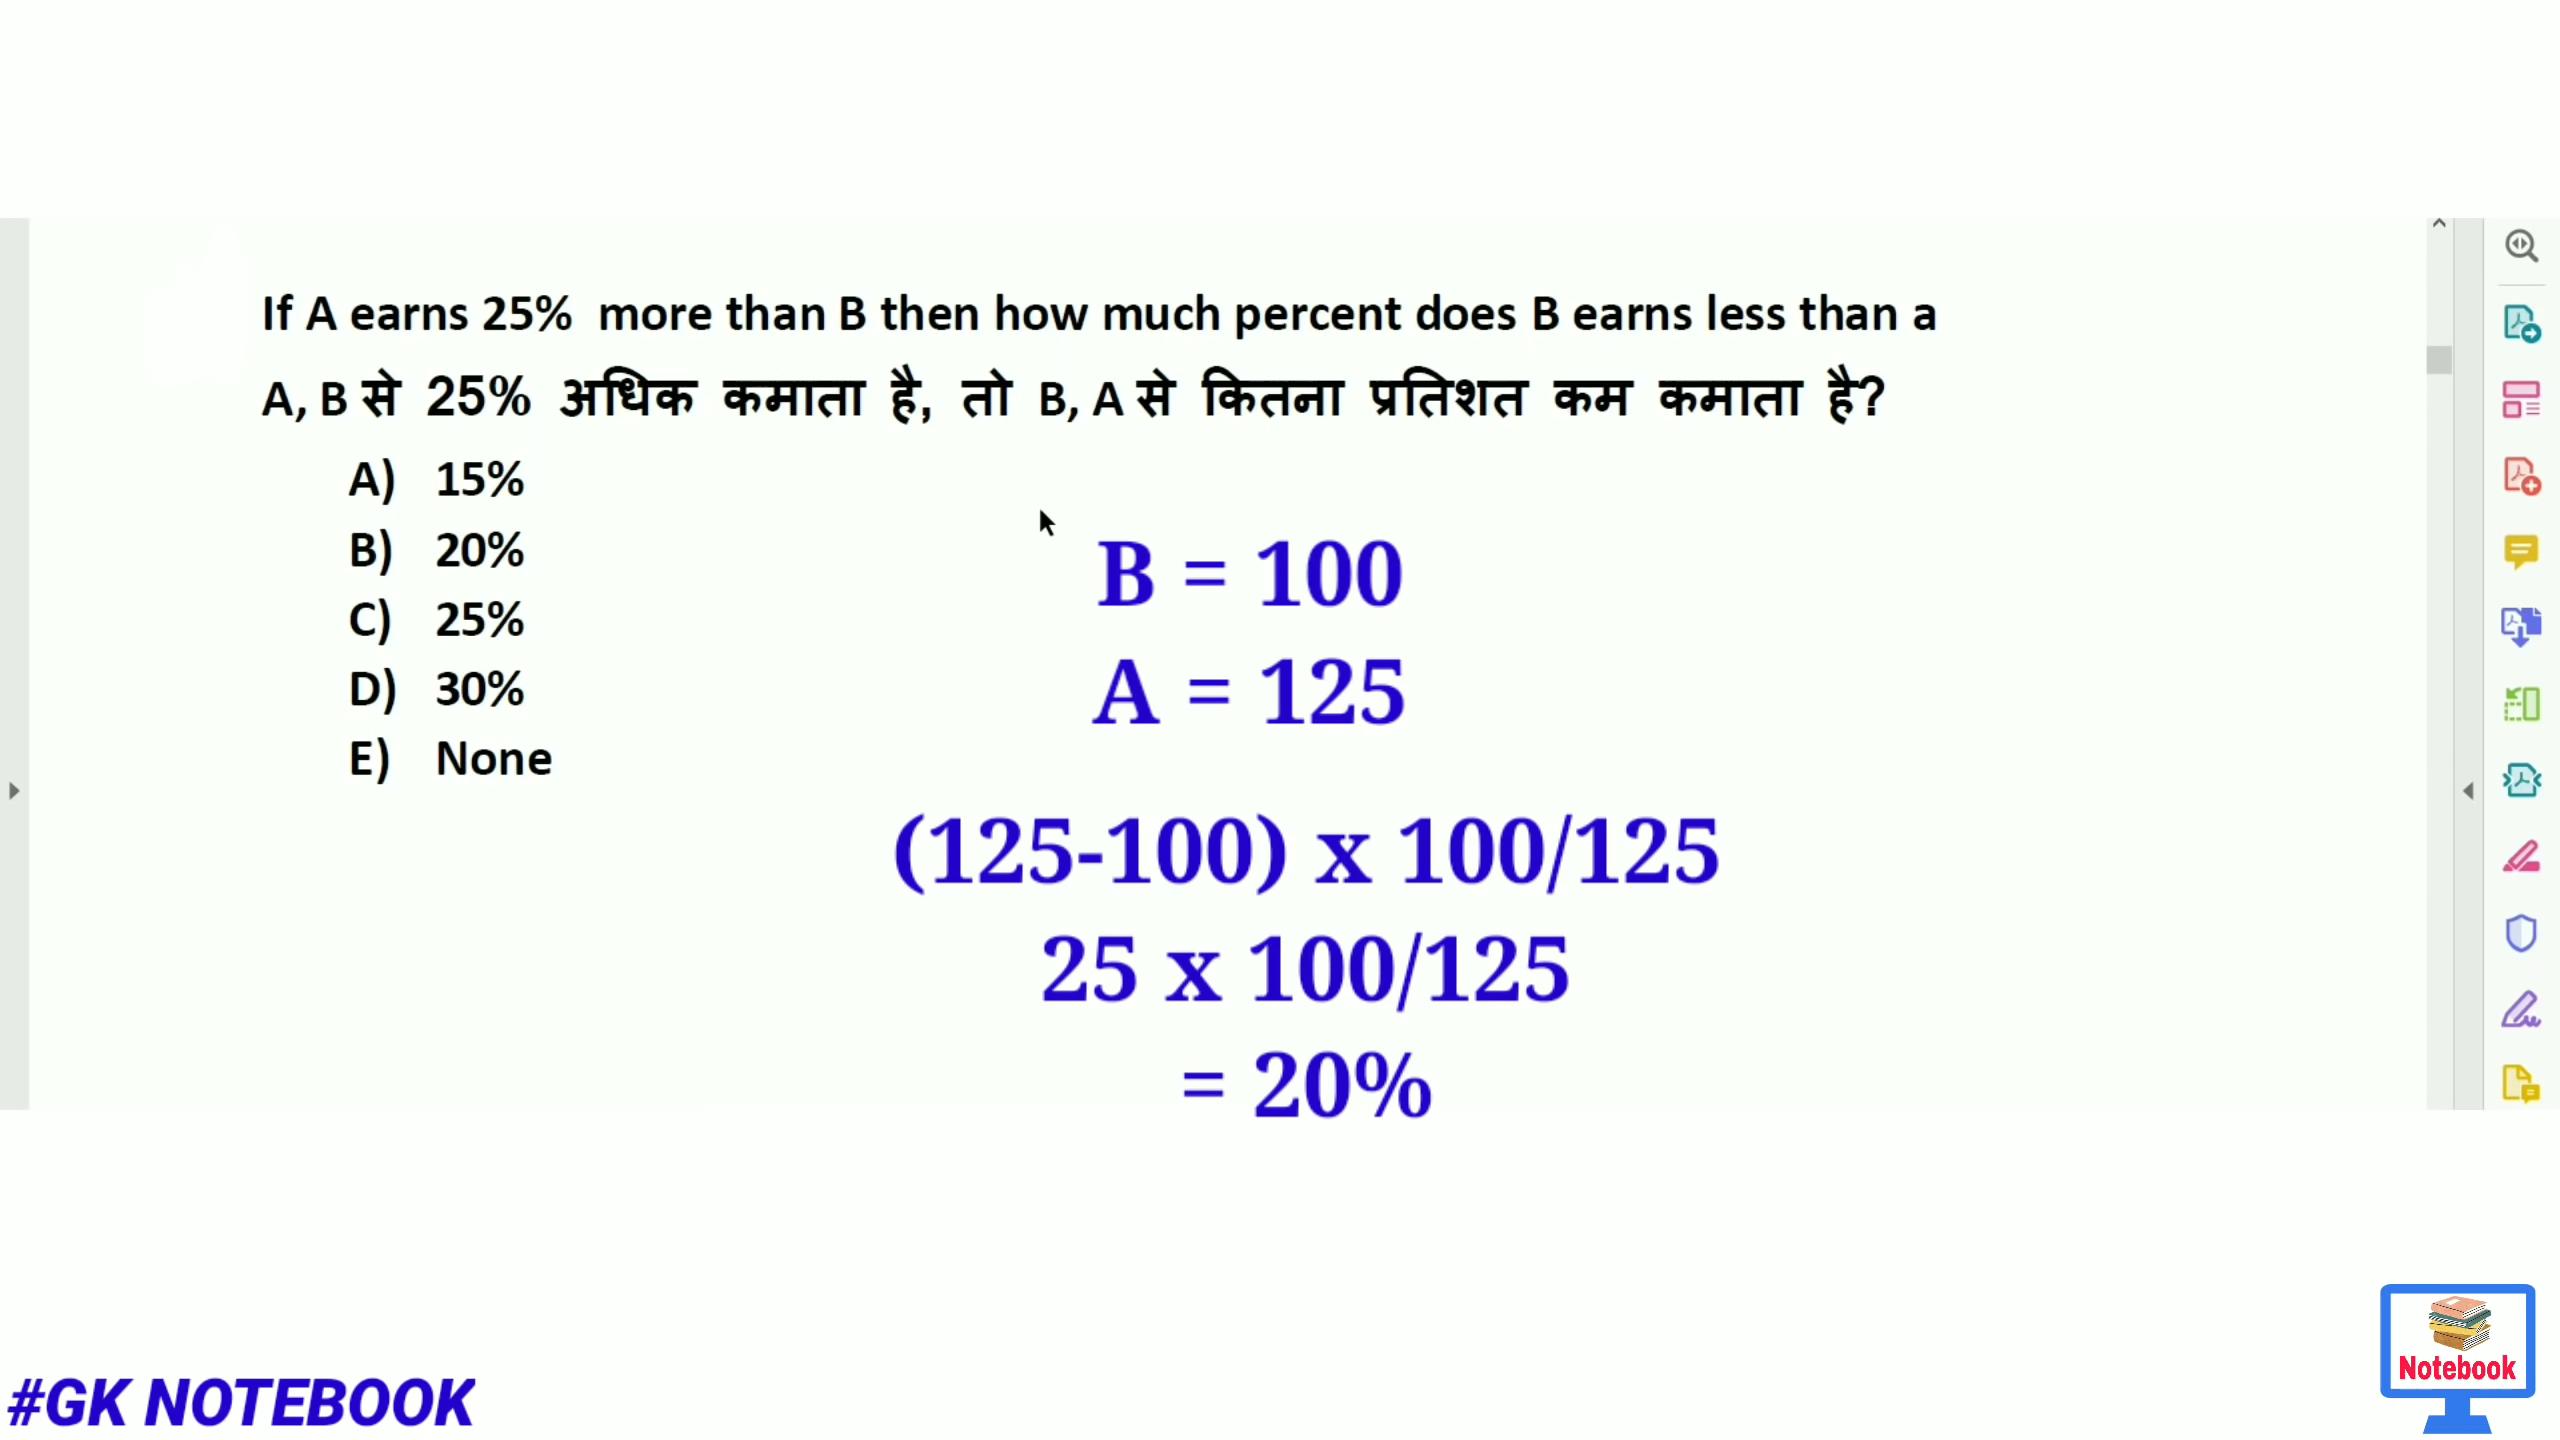 If A earns 25% more than B then how much percent does B earns less than a
A, B से 25% अधिक कमाता है, तो B, A से कितना प्रतिशत कम कमाता है?
A) 15%
B) 20%
C) 25%
D) 30%
E) None
B = 100
A = 125
(125-100) x 100/125
25 x 100/125
= 20%
#GK NOTEBOOK
Notebook